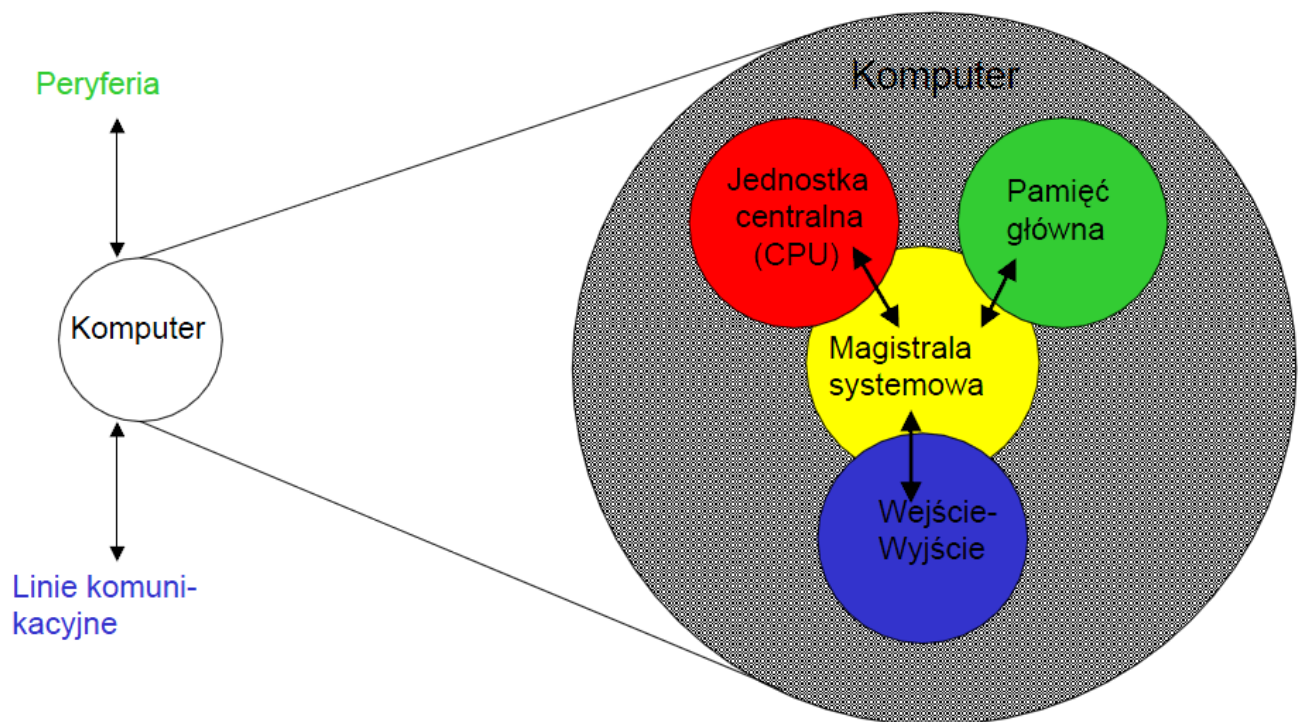 Peryferia
Komputer
Linie komuni-
kacyjne
Komputer
Jednostka
centralna
(CPU)
Pamięć
główna
Magistrala
systemowa
Wejście-
Wyjście